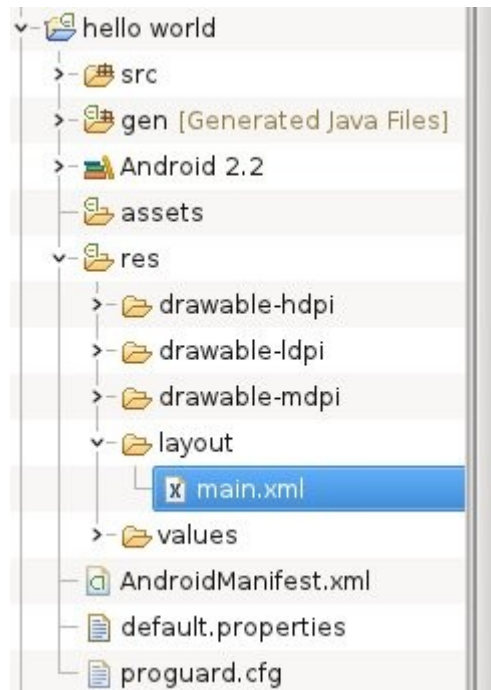 hello world
src
gen [Generated Java Files]
Android 2.2
assets
res
drawable-hdpi
drawable-ldpi
drawable-mdpi
layout
main.xml
values
AndroidManifest.xml
default.properties
proguard.cfg